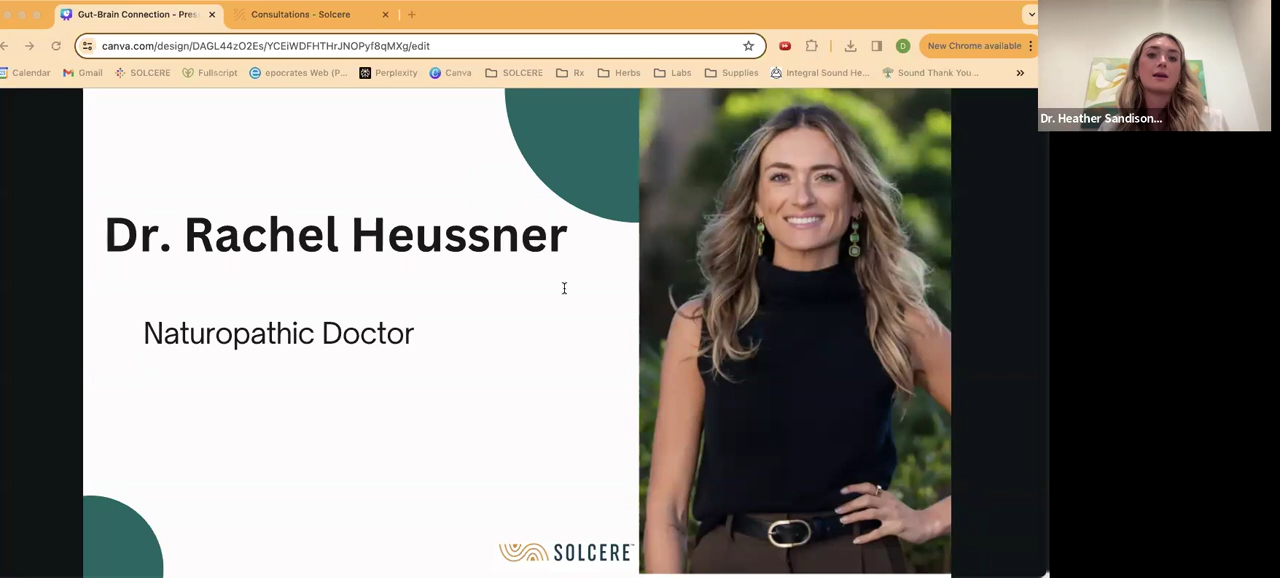 Gut-Brain Connection - Pres
Consultations - Solcere
canva.com/design/DAGL44zO2Es/YCEiWDFHTHrJNOPyf8qMXg/edit
D
New Chrome available
Calendar
Gmail
SOLCERE
Fullscript
epocrates Web (P...
Perplexity
Canva
SOLCERE
Rx
Herbs
Labs
Supplies
Integral Sound He...
Sound Thank You...
Dr. Heather Sandison...
Dr. Rachel Heussner
Naturopathic Doctor
SOLCERE